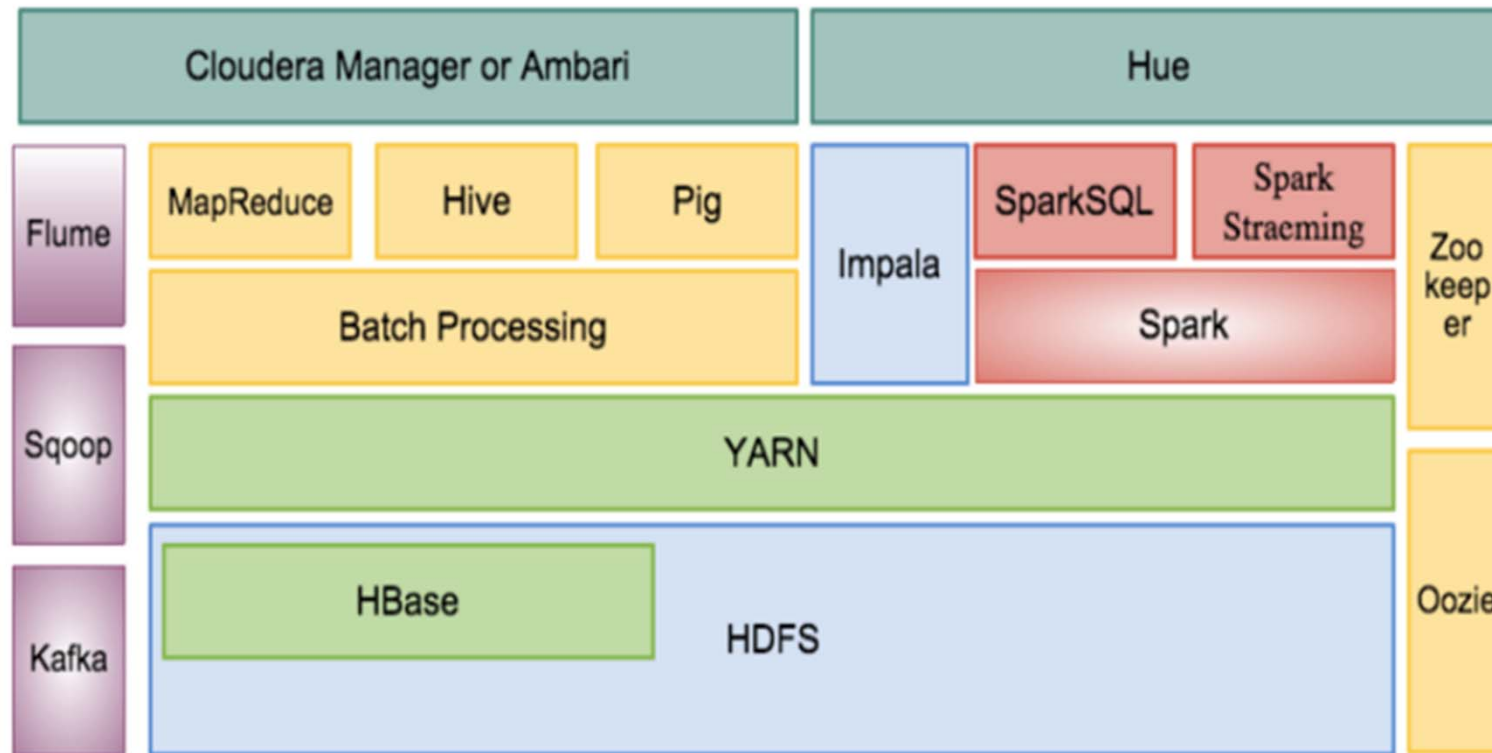 Cloudera Manager or Ambari
Hue
Flume
MapReduce
Hive
Pig
Impala
SparkSQL
Spark
Straeming
Zoo
keep
er
Batch Processing
Spark
Sqoop
YARN
HBase
HDFS
Kafka
Oozie